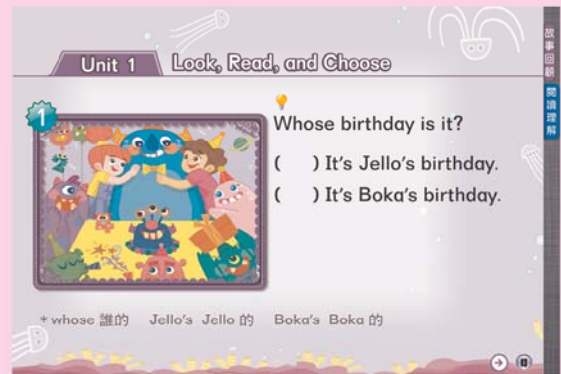 Unit 1 Look, Read, and Choose
1
Whose birthday is it?
( ) It's Jello's birthday.
( ) It's Boka's birthday.
* whose 誰的 Jello's Jello 的 Boka's Boka 的
故事回顧
閱讀理解